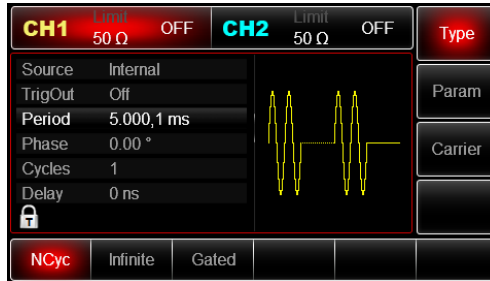 CH1 Limit 50 Ω OFF CH2 Limit 50 Ω OFF
Type
Source Internal
TrigOut Off
Period 5.000,1 ms
Phase 0.00 °
Cycles 1
Delay 0 ns
Param
Carrier
NCyc Infinite Gated